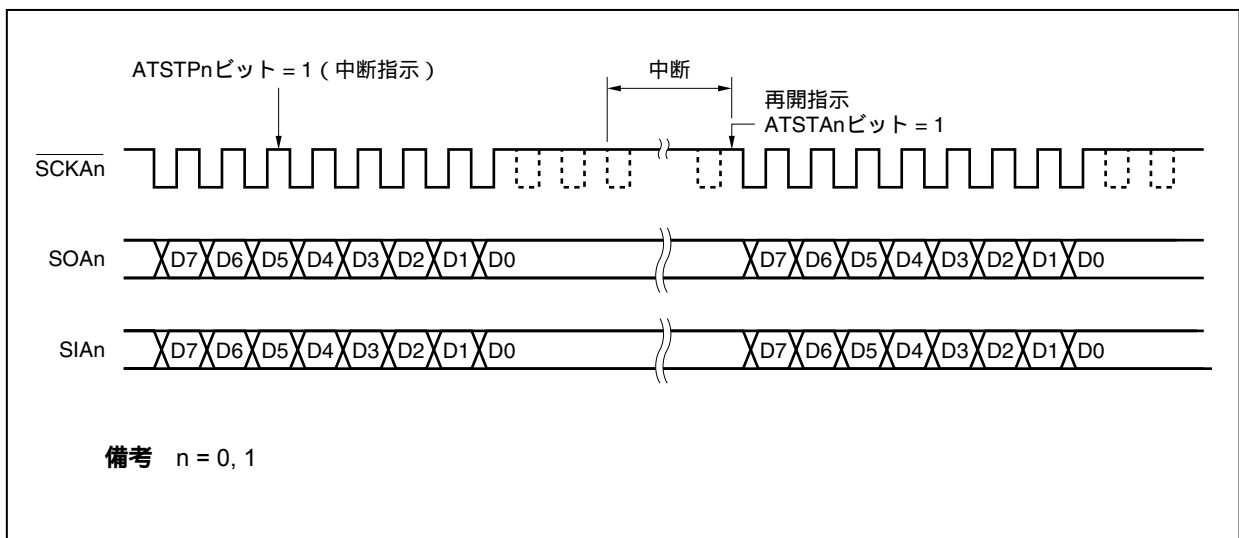 ATSTPnビット = 1 ( 中断指示 )
中断
再開指示
ATSTAnビット = 1
SCKAn
SOAn D7 D6 D5 D4 D3 D2 D1 D0 D7 D6 D5 D4 D3 D2 D1 D0
SIAn D7 D6 D5 D4 D3 D2 D1 D0 D7 D6 D5 D4 D3 D2 D1 D0
備考 n = 0, 1